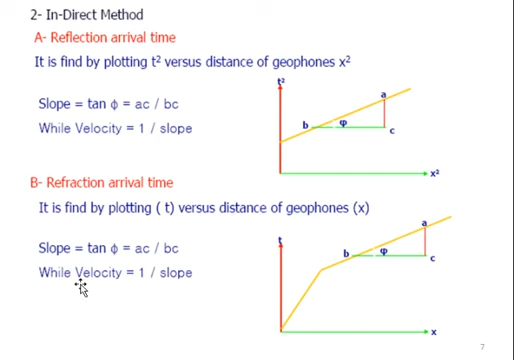 2- In-Direct Method
A- Reflection arrival time
It is find by plotting t² versus distance of geophones x²
t²
Slope = tan ϕ = ac / bc
While Velocity = 1 / slope
a
b
φ
c
x²
B- Refraction arrival time
It is find by plotting ( t) versus distance of geophones (x)
Slope = tan ϕ = ac / bc
While Velocity = 1 / slope
t
a
b
φ
c
x
7